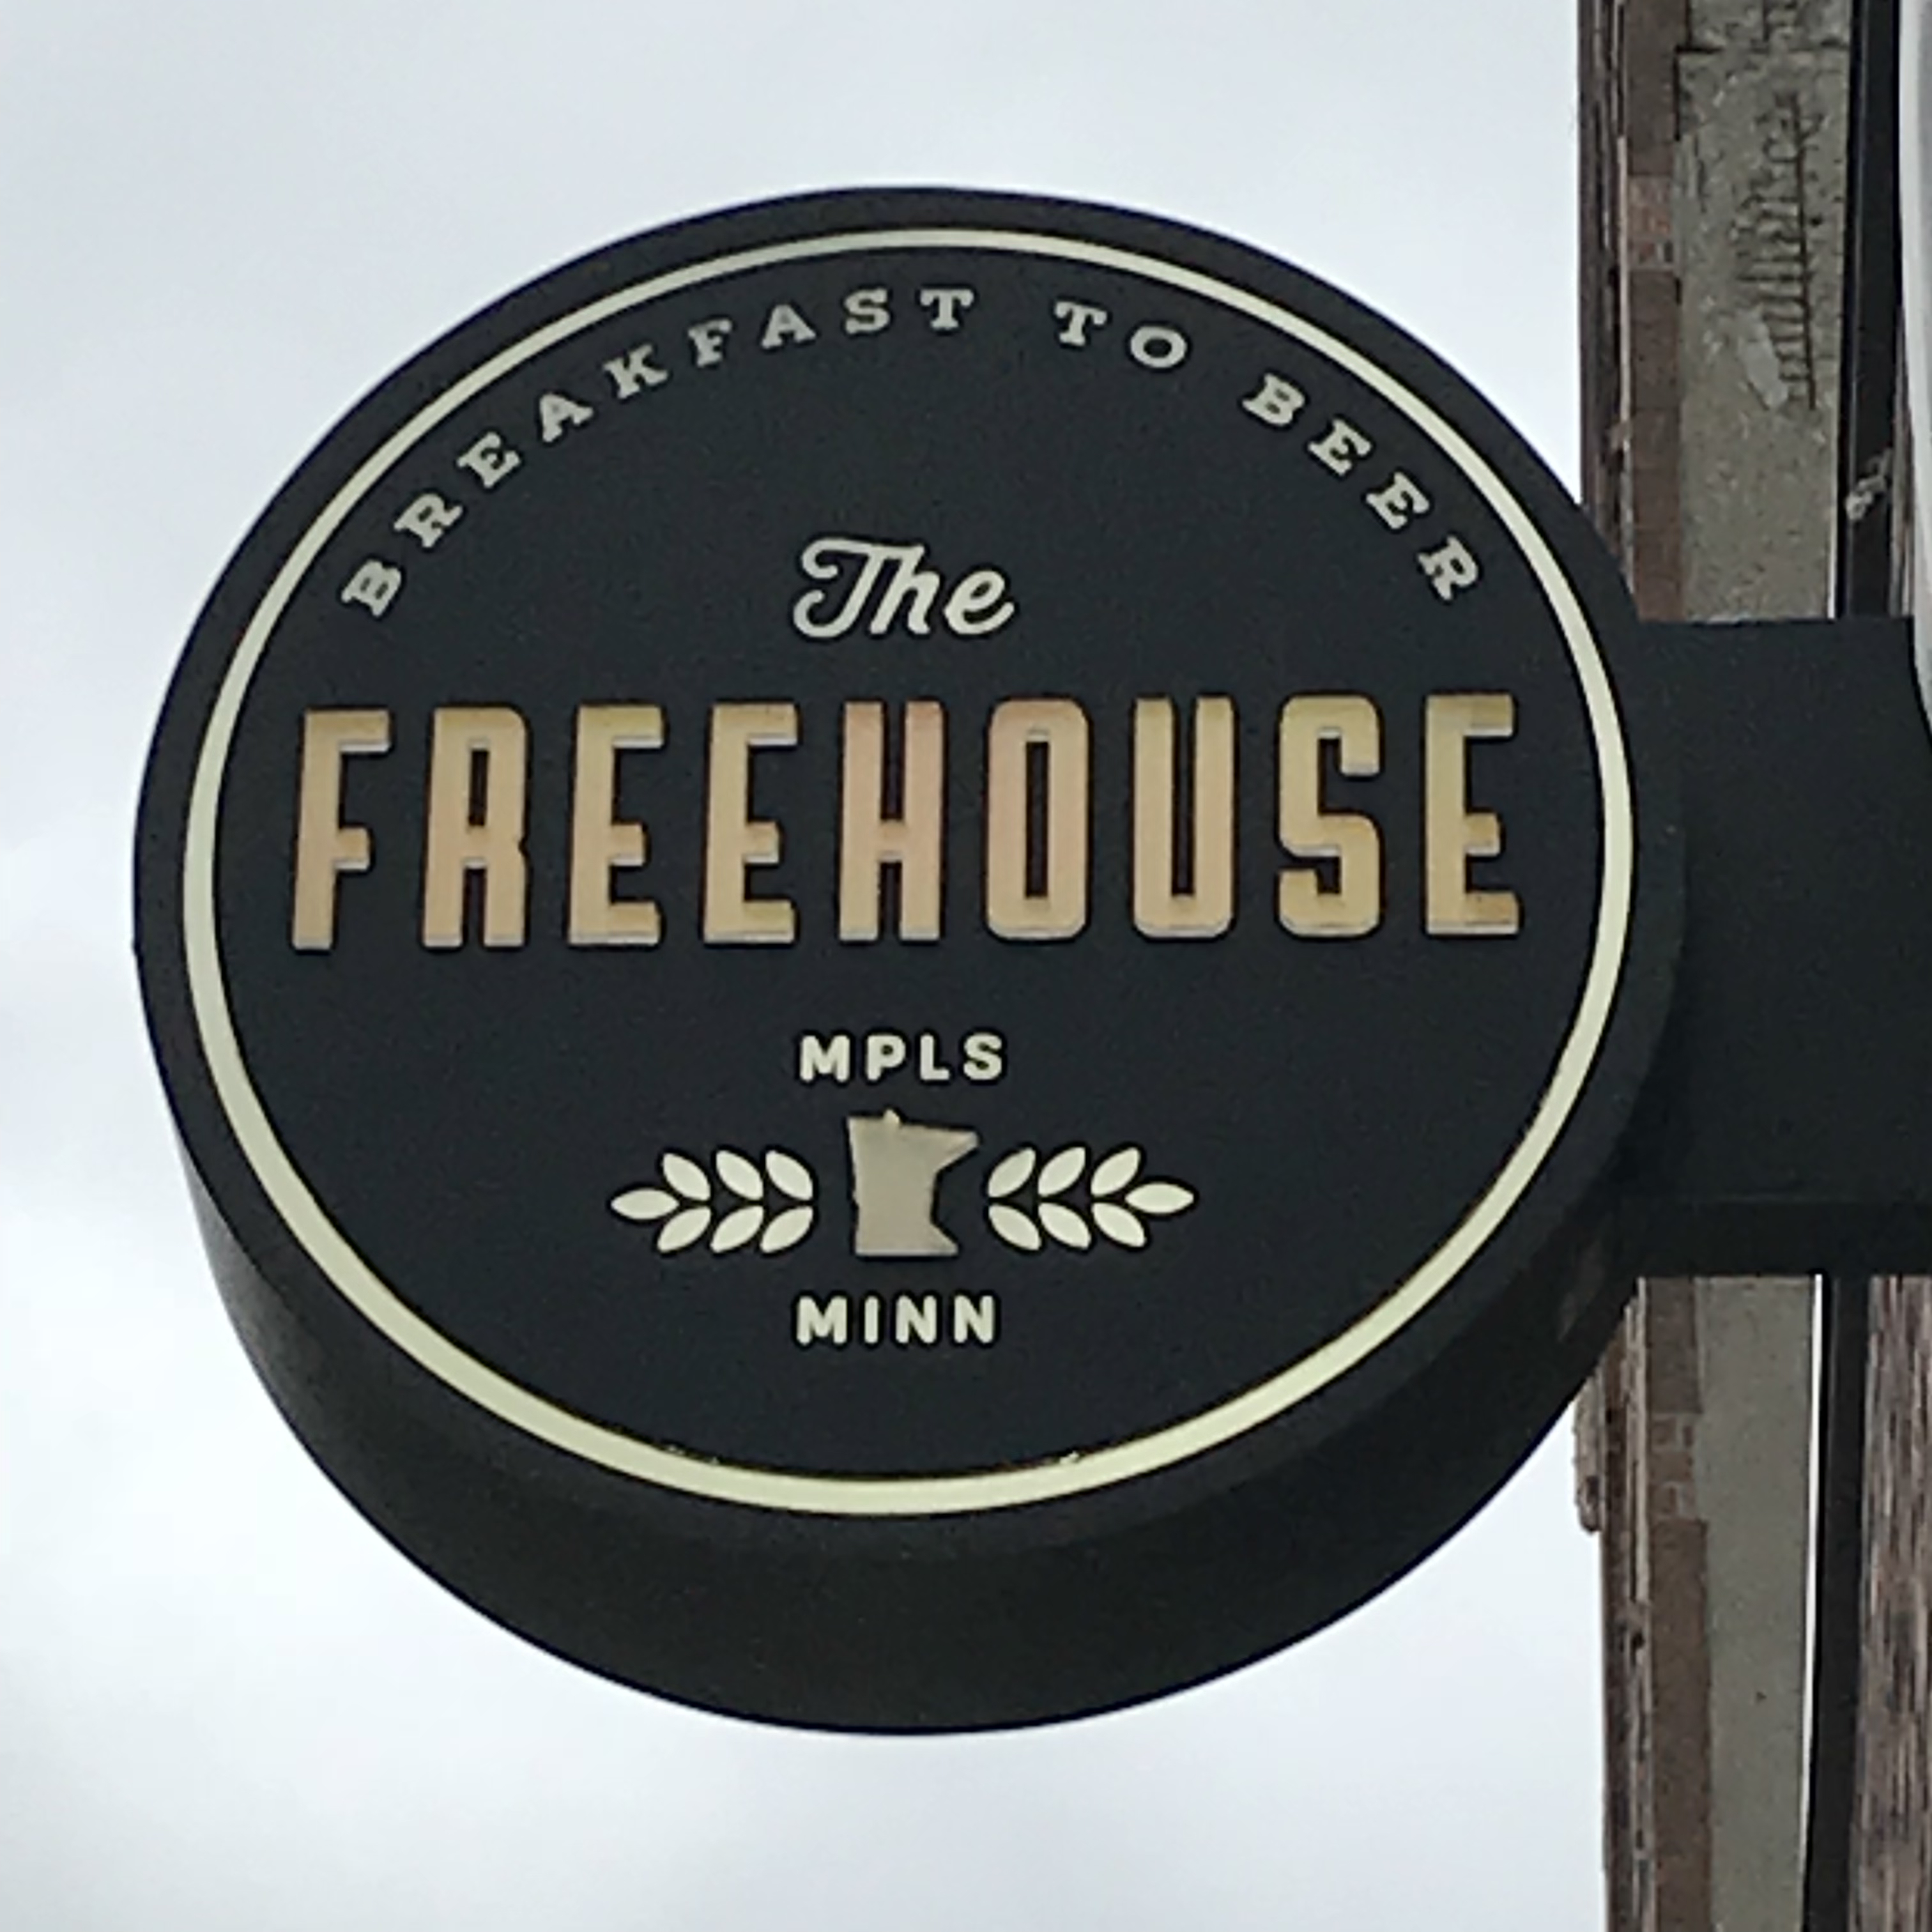 BREAKFAST TO BEER
The
FREEHOUSE
MPLS
MINN